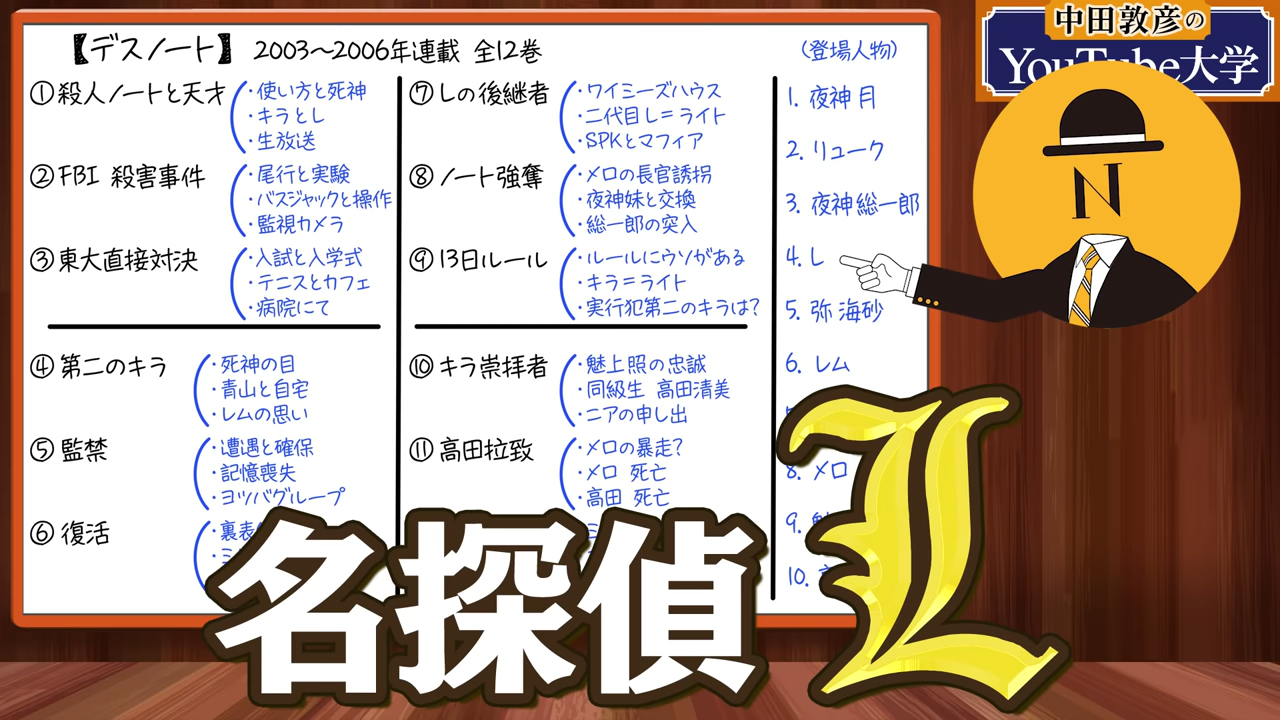 【デスノート】 2003〜2006年連載 全12巻
①殺人ノートと天才
・使い方と死神
・キラとL
・生放送
②FBI 殺害事件
・尾行と実験
・バスジャックと操作
・監視カメラ
③東大直接対決
・入試と入学式
・テニスとカフェ
・病院にて
④第二のキラ
・死神の目
・青山と自宅
・レムの思い
⑤監禁
・遭遇と確保
・記憶喪失
・ヨツバグループ
⑥復活
・裏表
⑦Lの後継者
・ワイミーズハウス
・二代目L=ライト
・SPKとマフィア
⑧ノート強奪
・メロの長官誘拐
・夜神妹と交換
・総一郎の突入
⑨13日ルール
・ルールにウソがある
・キラ=ライト
・実行犯第二のキラは?
⑩キラ崇拝者
・魅上照の忠誠
・同級生 高田清美
・ニアの申し出
⑪高田拉致
・メロの暴走?
・メロ 死亡
・高田 死亡
(登場人物)
1. 夜神月
2. リューク
3. 夜神総一郎
4. L
5. 弥海砂
6. レム
8. メロ
9.
10.
中田敦彦の
YouTube大学
N
名探偵L